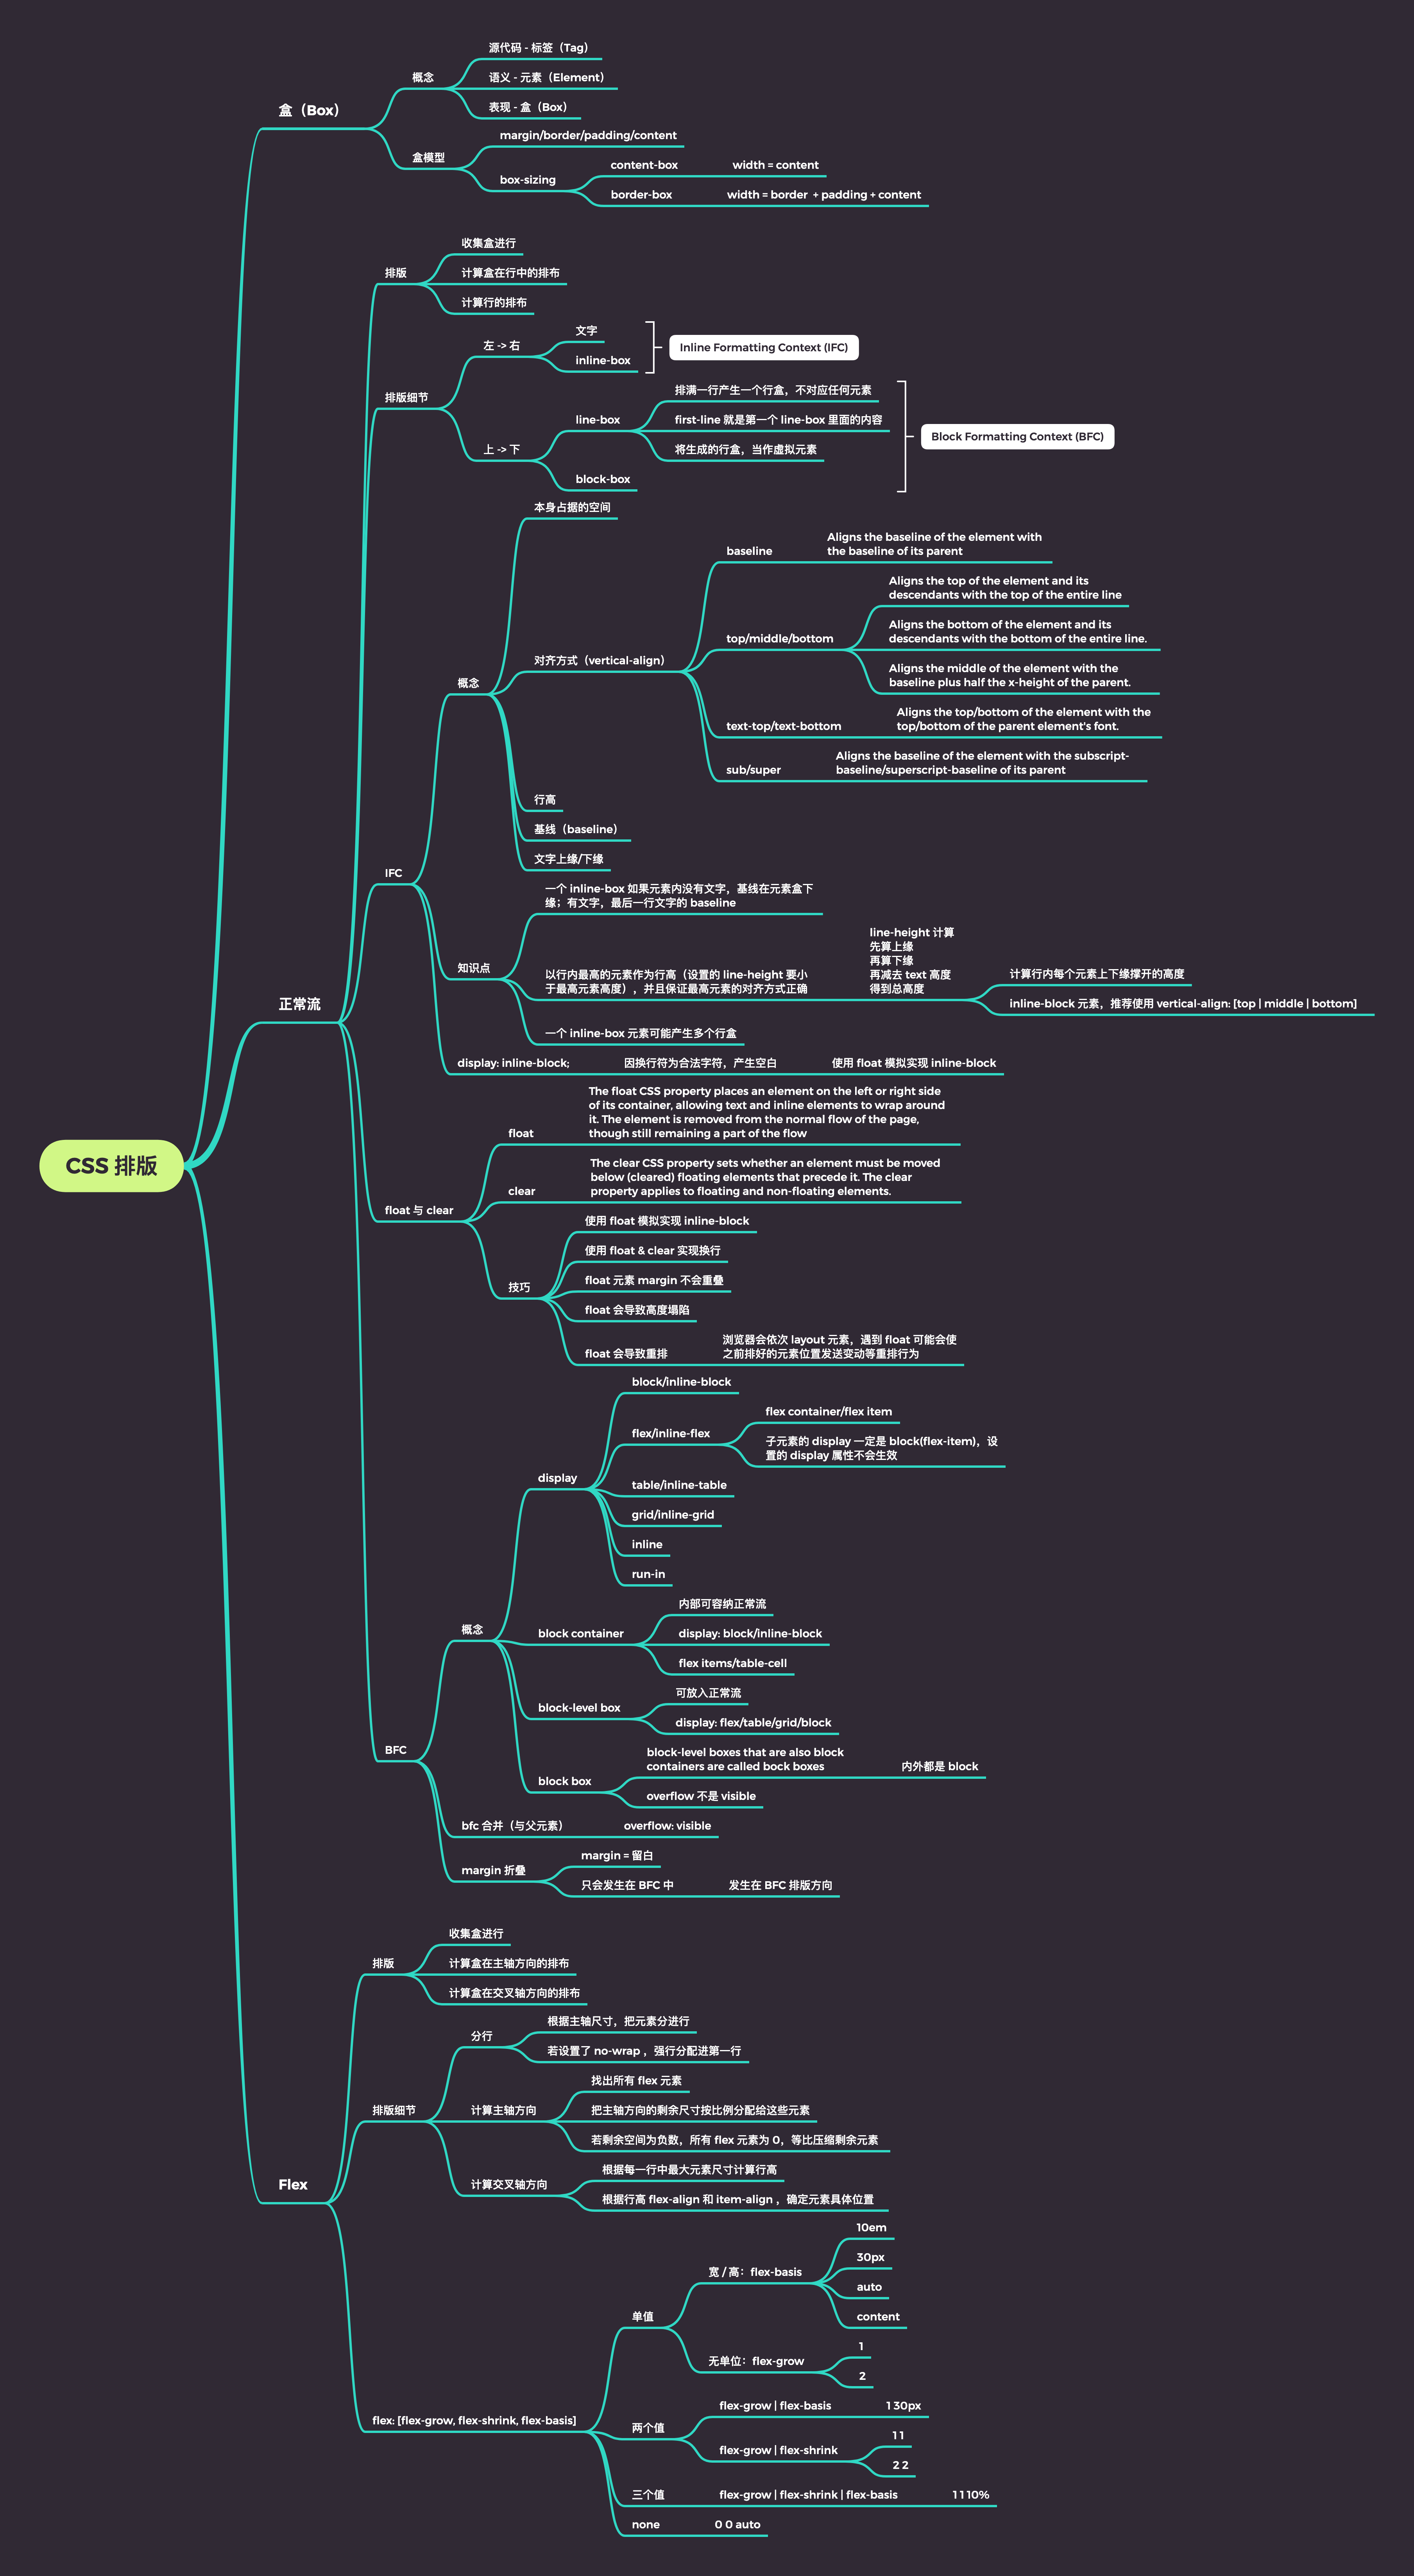 CSS 排版
盒（Box）
概念
源代码 - 标签（Tag）
语义 - 元素（Element）
表现 - 盒（Box）
盒模型
margin/border/padding/content
box-sizing
content-box
width = content
border-box
width = border + padding + content
正常流
排版
收集盒进行
计算盒在行中的排布
计算行的排布
排版细节
左 -> 右
文字
inline-box
Inline Formatting Context (IFC)
上 -> 下
line-box
排满一行产生一个行盒，不对应任何元素
first-line 就是第一个 line-box 里面的内容
将生成的行盒，当作虚拟元素
block-box
Block Formatting Context (BFC)
IFC
概念
本身占据的空间
对齐方式（vertical-align）
baseline
Aligns the baseline of the element with
the baseline of its parent
top/middle/bottom
Aligns the top of the element and its
descendants with the top of the entire line
Aligns the bottom of the element and its
descendants with the bottom of the entire line.
Aligns the middle of the element with the
baseline plus half the x-height of the parent.
text-top/text-bottom
Aligns the top/bottom of the element with the
top/bottom of the parent element's font.
sub/super
Aligns the baseline of the element with the subscript-
baseline/superscript-baseline of its parent
行高
基线（baseline）
文字上缘/下缘
知识点
一个 inline-box 如果元素内没有文字，基线在元素盒下
缘；有文字，最后一行文字的 baseline
以行内最高的元素作为行高（设置的 line-height 要小
于最高元素高度），并且保证最高元素的对齐方式正确
line-height 计算
先算上缘
再算下缘
再减去 text 高度
得到总高度
计算行内每个元素上下缘撑开的高度
inline-block 元素，推荐使用 vertical-align: [top | middle | bottom]
一个 inline-box 元素可能产生多个行盒
display: inline-block;
因换行符为合法字符，产生空白
使用 float 模拟实现 inline-block
float 与 clear
float
The float CSS property places an element on the left or right side
of its container, allowing text and inline elements to wrap around
it. The element is removed from the normal flow of the page,
though still remaining a part of the flow
clear
The clear CSS property sets whether an element must be moved
below (cleared) floating elements that precede it. The clear
property applies to floating and non-floating elements.
技巧
使用 float 模拟实现 inline-block
使用 float & clear 实现换行
float 元素 margin 不会重叠
float 会导致高度塌陷
float 会导致重排
浏览器会依次 layout 元素，遇到 float 可能会使
之前排好的元素位置发送变动等重排行为
BFC
概念
display
block/inline-block
flex/inline-flex
flex container/flex item
子元素的 display 一定是 block(flex-item)，设
置的 display 属性不会生效
table/inline-table
grid/inline-grid
inline
run-in
block container
内部可容纳正常流
display: block/inline-block
flex items/table-cell
block-level box
可放入正常流
display: flex/table/grid/block
block box
block-level boxes that are also block
containers are called bock boxes
内外都是 block
overflow 不是 visible
bfc 合并（与父元素）
overflow: visible
margin 折叠
margin = 留白
只会发生在 BFC 中
发生在 BFC 排版方向
Flex
排版
收集盒进行
计算盒在主轴方向的排布
计算盒在交叉轴方向的排布
排版细节
分行
根据主轴尺寸，把元素分进行
若设置了 no-wrap ，强行分配进第一行
计算主轴方向
找出所有 flex 元素
把主轴方向的剩余尺寸按比例分配给这些元素
若剩余空间为负数，所有 flex 元素为 0，等比压缩剩余元素
计算交叉轴方向
根据每一行中最大元素尺寸计算行高
根据行高 flex-align 和 item-align ，确定元素具体位置
flex: [flex-grow, flex-shrink, flex-basis]
单值
宽 / 高：flex-basis
10em
30px
auto
content
无单位：flex-grow
1
2
两个值
flex-grow | flex-basis
1 30px
flex-grow | flex-shrink
1 1
2 2
三个值
flex-grow | flex-shrink | flex-basis
1 1 10%
none
0 0 auto